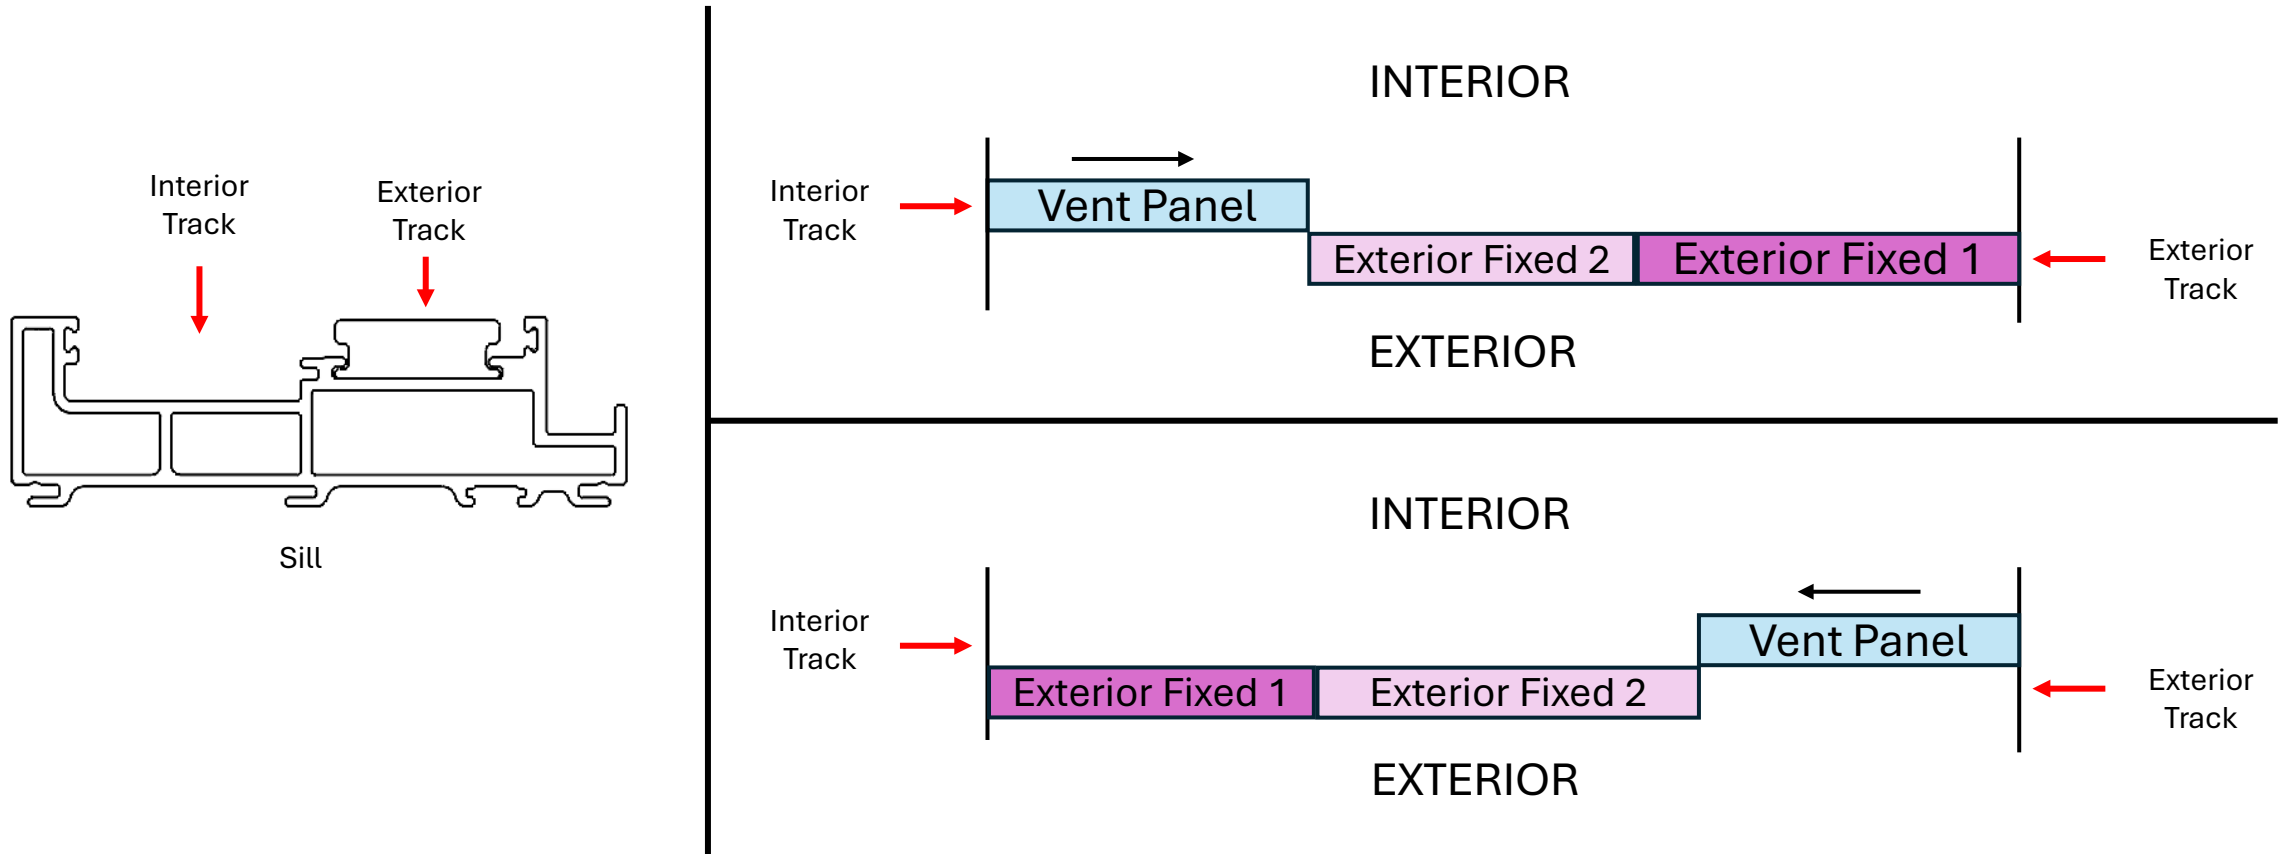 Interior
Track
Exterior
Track
Sill
INTERIOR
Interior
Track
Vent Panel
Exterior Fixed 2
Exterior Fixed 1
Exterior
Track
EXTERIOR
INTERIOR
Interior
Track
Vent Panel
Exterior Fixed 1
Exterior Fixed 2
Exterior
Track
EXTERIOR